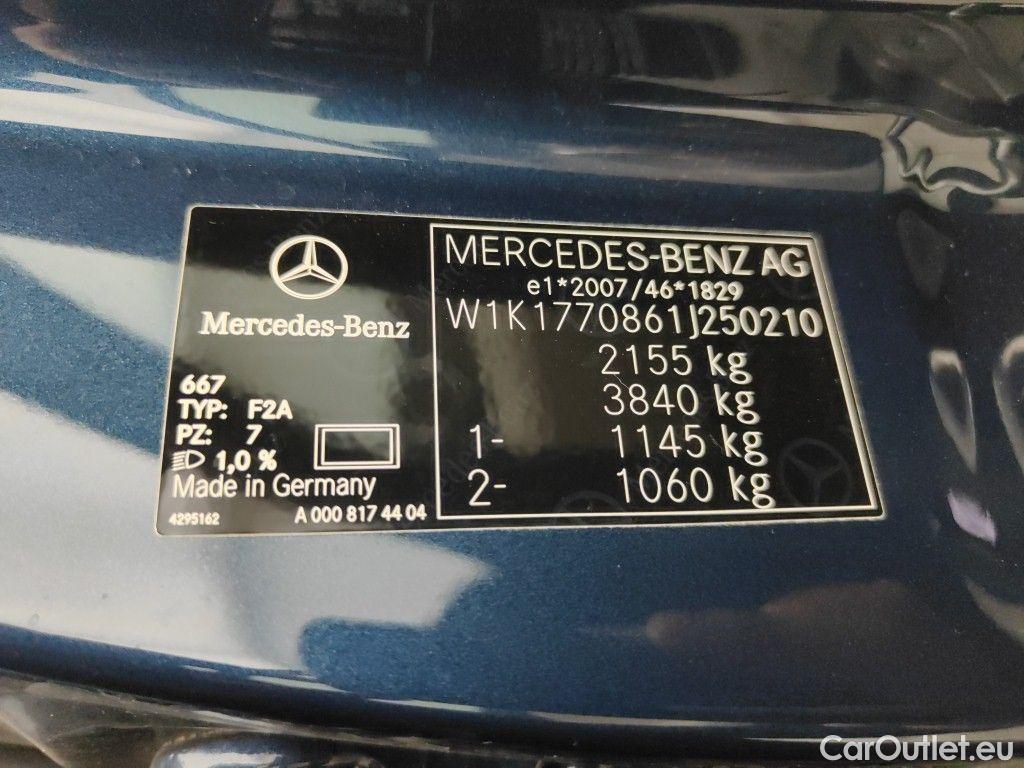 Mercedes-Benz
667
TYP: F2A
PZ: 7
1,0 %
Made in Germany
4295162 A 000 817 44 04
MERCEDES-BENZ AG
e1*2007/46*1829
W1K1770861J250210
2155 kg
3840 kg
1- 1145 kg
2- 1060 kg
CarOutlet.eu